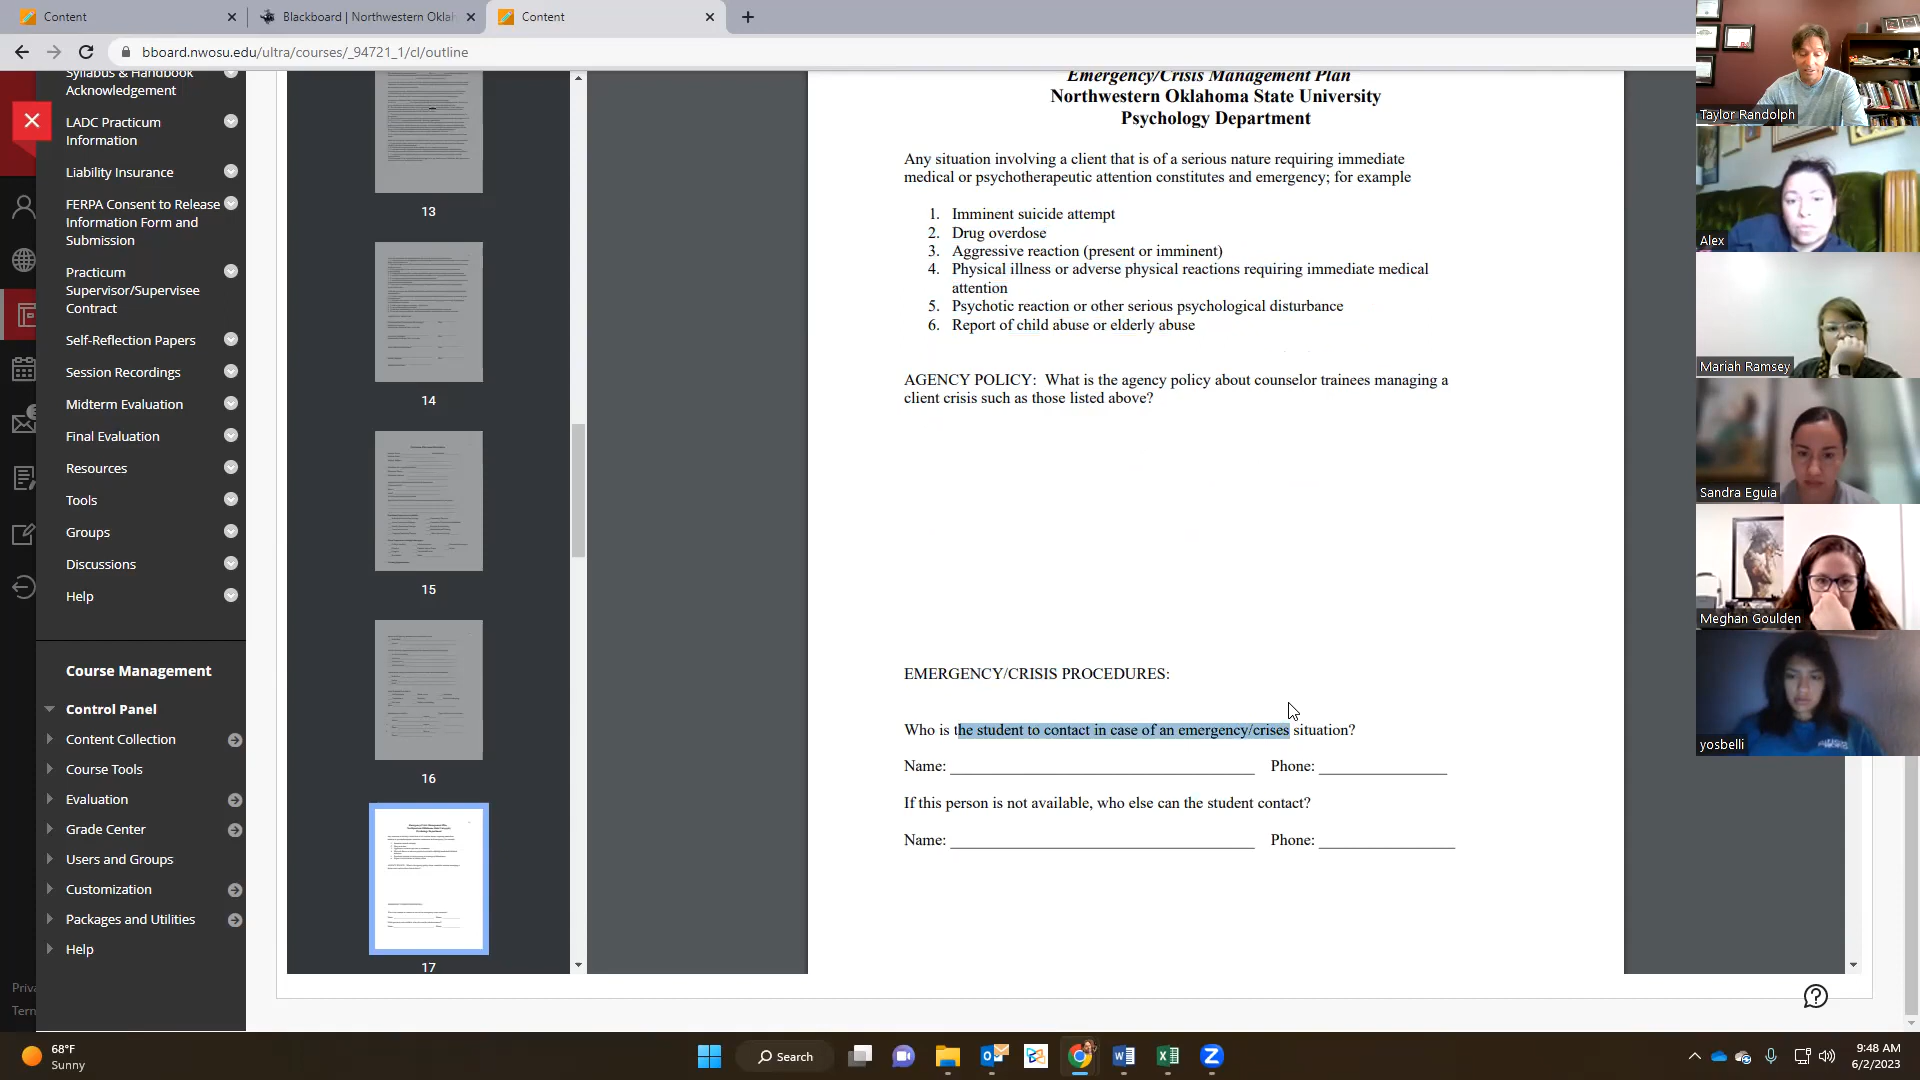 Content
Blackboard | Northwestern Oklah
Content
bboard.nwosu.edu/ultra/courses/_94721_1/cl/outline
Syllabus & Handbook
Acknowledgement
LADC Practicum
Information
Liability Insurance
FERPA Consent to Release
Information Form and
Submission
Practicum
Supervisor/Supervisee
Contract
Self-Reflection Papers
Session Recordings
Midterm Evaluation
Final Evaluation
Resources
Tools
Groups
Discussions
Help
Course Management
Control Panel
Content Collection
Course Tools
Evaluation
Grade Center
Users and Groups
Customization
Packages and Utilities
Help
Priva
Term
13
14
15
16
17
Emergency/Crisis Management Plan
Northwestern Oklahoma State University
Psychology Department
Any situation involving a client that is of a serious nature requiring immediate
medical or psychotherapeutic attention constitutes and emergency; for example
1. Imminent suicide attempt
2. Drug overdose
3. Aggressive reaction (present or imminent)
4. Physical illness or adverse physical reactions requiring immediate medical
attention
5. Psychotic reaction or other serious psychological disturbance
6. Report of child abuse or elderly abuse
AGENCY POLICY: What is the agency policy about counselor trainees managing a
client crisis such as those listed above?
EMERGENCY/CRISIS PROCEDURES:
Who is the student to contact in case of an emergency/crises situation?
Name: ______ Phone: ______
If this person is not available, who else can the student contact?
Name: ______ Phone: ______
Taylor Randolph
Alex
Mariah Ramsey
Sandra Eguia
Meghan Goulden
yosbelli
68°F
Sunny
Search
9:48 AM
6/2/2023